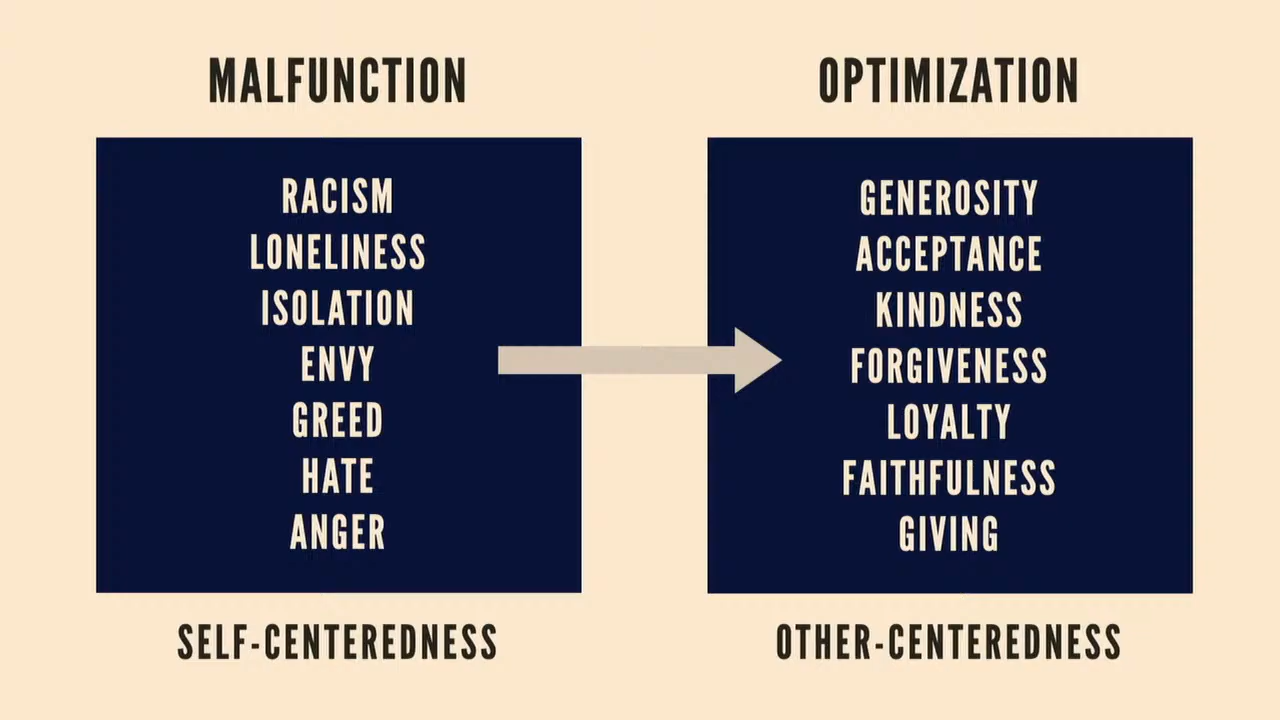 MALFUNCTION
RACISM
LONELINESS
ISOLATION
ENVY
GREED
HATE
ANGER
SELF-CENTEREDNESS
OPTIMIZATION
GENEROSITY
ACCEPTANCE
KINDNESS
FORGIVENESS
LOYALTY
FAITHFULNESS
GIVING
OTHER-CENTEREDNESS